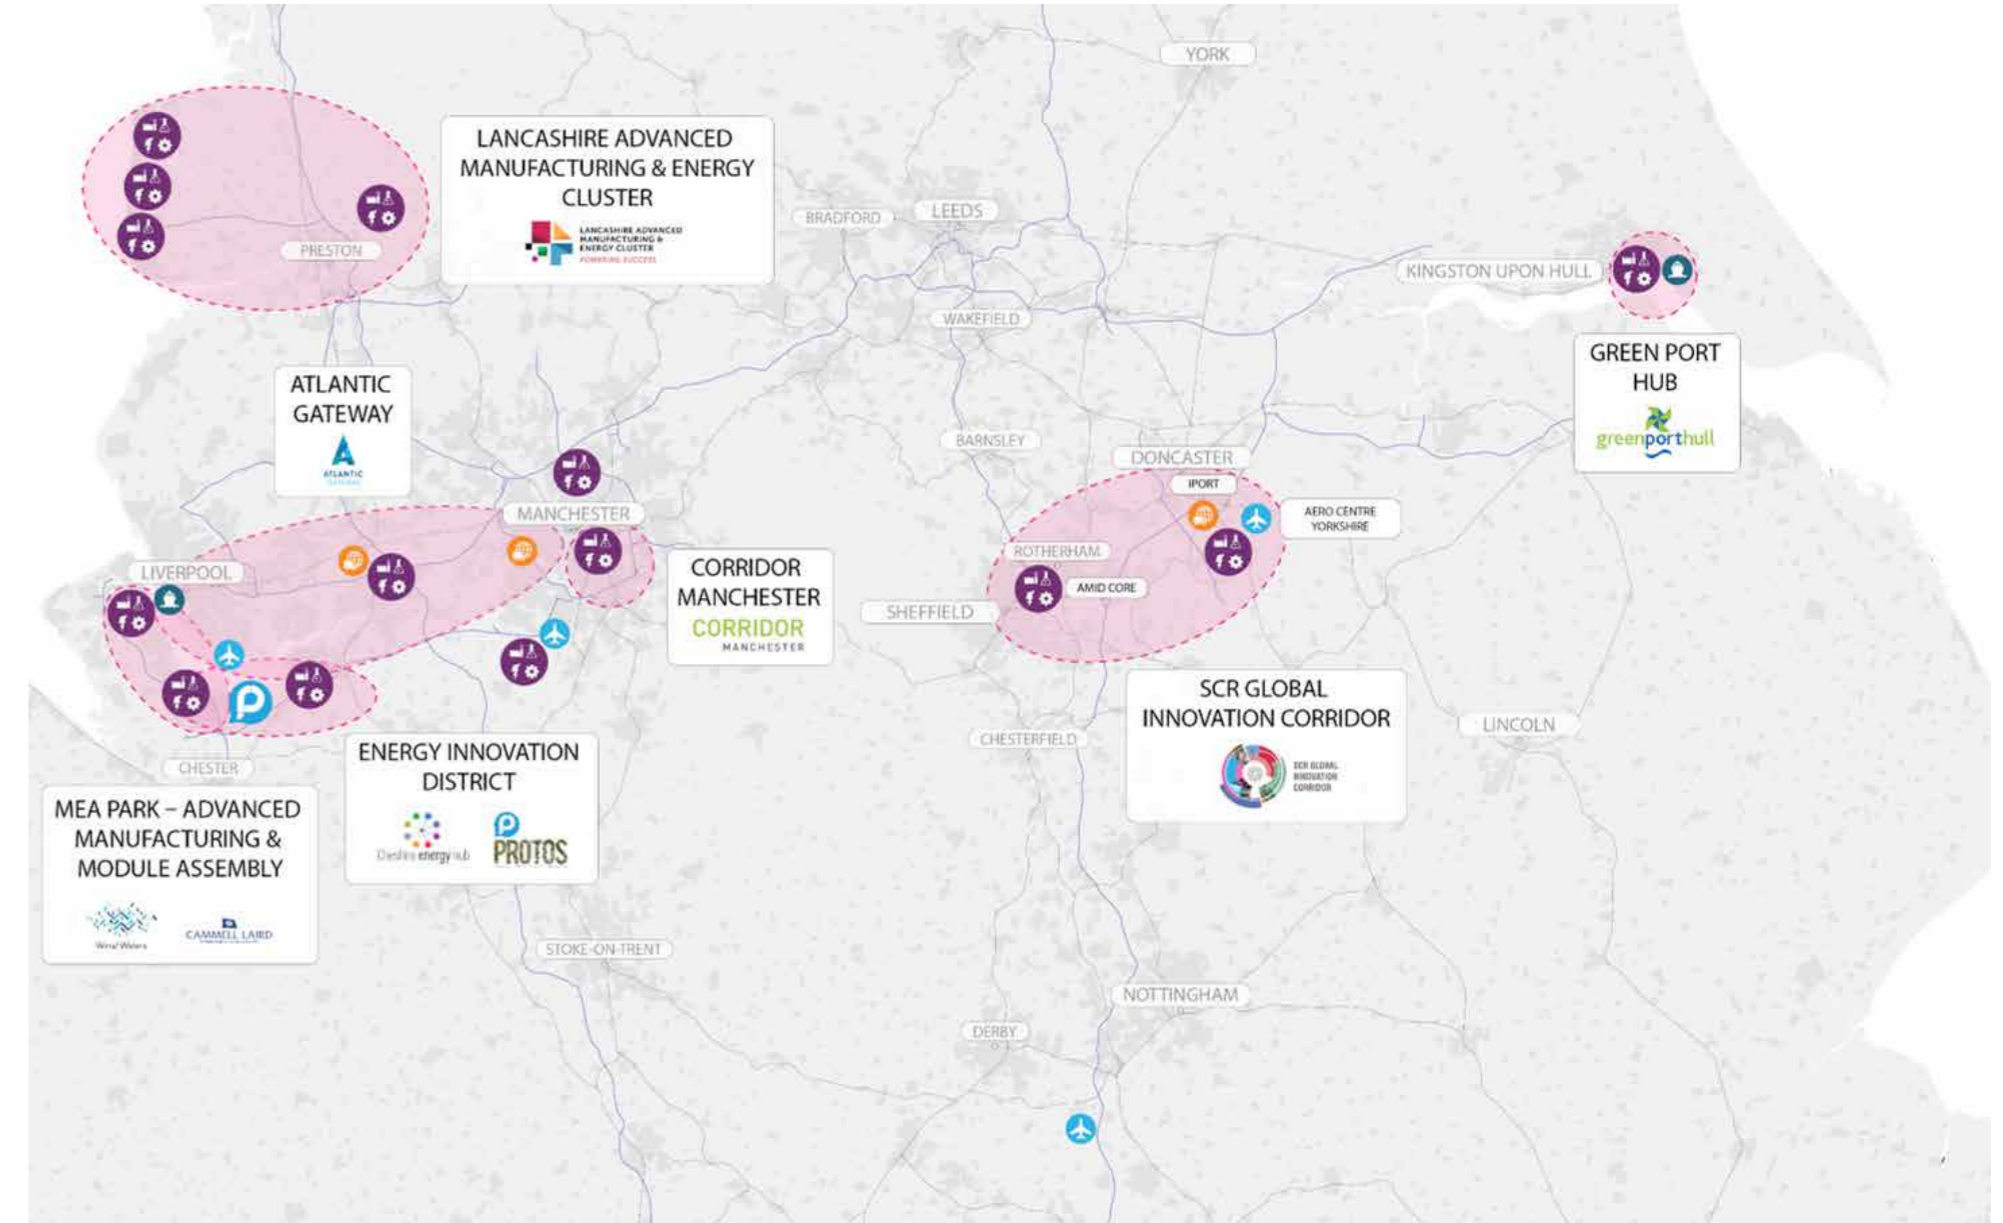 YORK
LANCASHIRE ADVANCED
MANUFACTURING & ENERGY
CLUSTER
LANCASHIRE ADVANCED
MANUFACTURING &
ENERGY CLUSTER
POWERING SUCCESS
BRADFORD
LEEDS
PRESTON
KINGSTON UPON HULL
WAKEFIELD
GREEN PORT
HUB
greenporthull
ATLANTIC
GATEWAY
ATLANTIC
GATEWAY
BARNSLEY
DONCASTER
IPORT
AERO CENTRE
YORKSHIRE
MANCHESTER
ROTHERHAM
AMID CORE
SHEFFIELD
LIVERPOOL
CORRIDOR
MANCHESTER
CORRIDOR
MANCHESTER
P
SCR GLOBAL
INNOVATION CORRIDOR
SCR GLOBAL
INNOVATION
CORRIDOR
LINCOLN
CHESTERFIELD
CHESTER
ENERGY INNOVATION
DISTRICT
Cheshire energy hub
PROTOS
MEA PARK – ADVANCED
MANUFACTURING &
MODULE ASSEMBLY
Wirral Waters
CAMMELL LAIRD
STOKE-ON-TRENT
NOTTINGHAM
DERBY